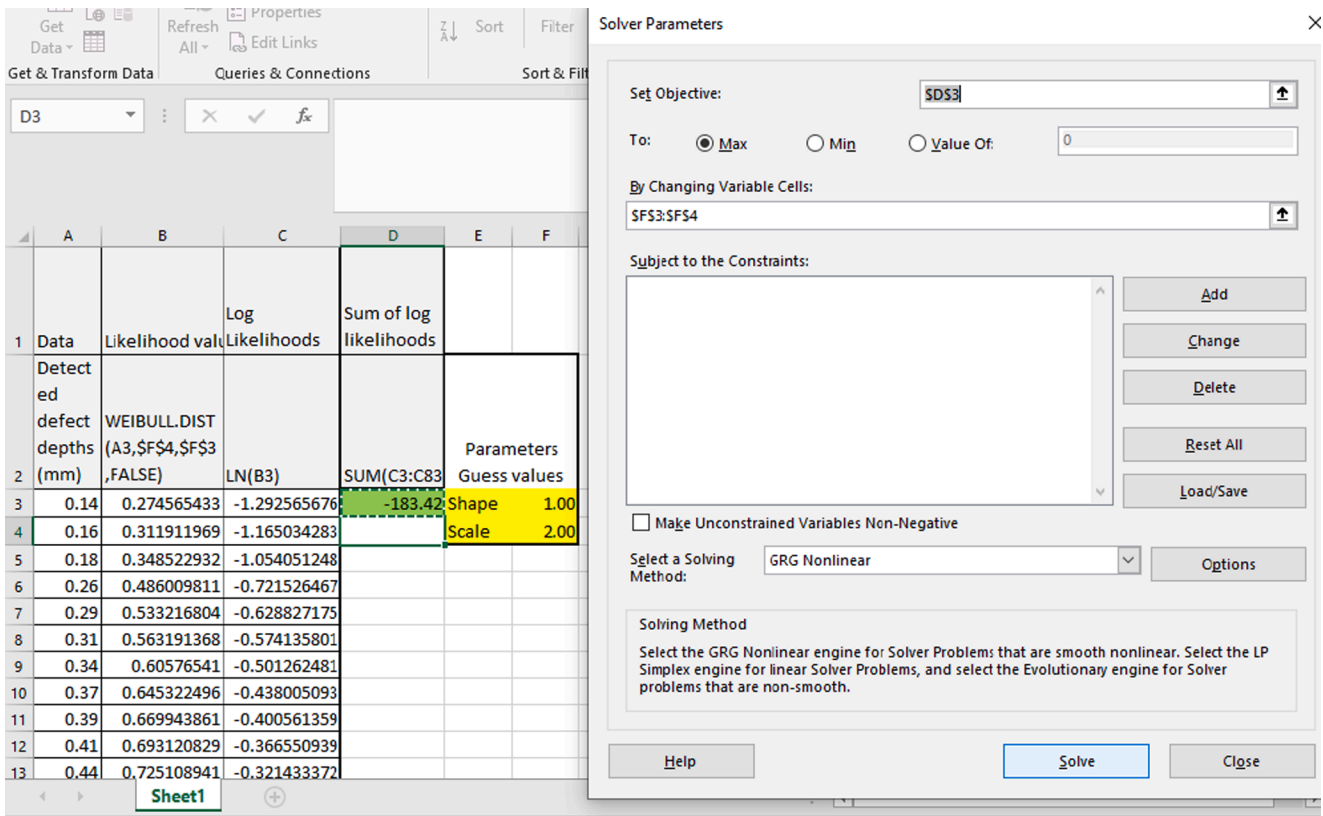 Get
Data
Get & Transform Data
Refresh
All
Properties
Edit Links
Queries & Connections
Z
A
Sort
Filter
Sort & Filt
D3
fx
A
B
C
D
E
F
1
Data
Likelihood valu
Log
Likelihoods
Sum of log
likelihoods
2
Detect
ed
defect
depths
(mm)
WEIBULL.DIST
(A3,$F$4,$F$3
,FALSE)
LN(B3)
SUM(C3:C83
Parameters
Guess values
3 0.14 0.274565433 -1.292565676 -183.42 Shape 1.00
4 0.16 0.311911969 -1.165034283 Scale 2.00
5 0.18 0.348522932 -1.054051248
6 0.26 0.486009811 -0.721526467
7 0.29 0.533216804 -0.628827175
8 0.31 0.563191368 -0.574135801
9 0.34 0.60576541 -0.501262481
10 0.37 0.645322496 -0.438005093
11 0.39 0.669943861 -0.400561359
12 0.41 0.693120829 -0.366550939
13 0.44 0.725108941 -0.321433372
Sheet1
Solver Parameters
Set Objective:
$D$3
To:
Max
Min
Value Of:
0
By Changing Variable Cells:
$F$3:$F$4
Subject to the Constraints:
Add
Change
Delete
Reset All
Load/Save
Make Unconstrained Variables Non-Negative
Select a Solving
Method:
GRG Nonlinear
Options
Solving Method
Select the GRG Nonlinear engine for Solver Problems that are smooth nonlinear. Select the LP
Simplex engine for linear Solver Problems, and select the Evolutionary engine for Solver
problems that are non-smooth.
Help
Solve
Close